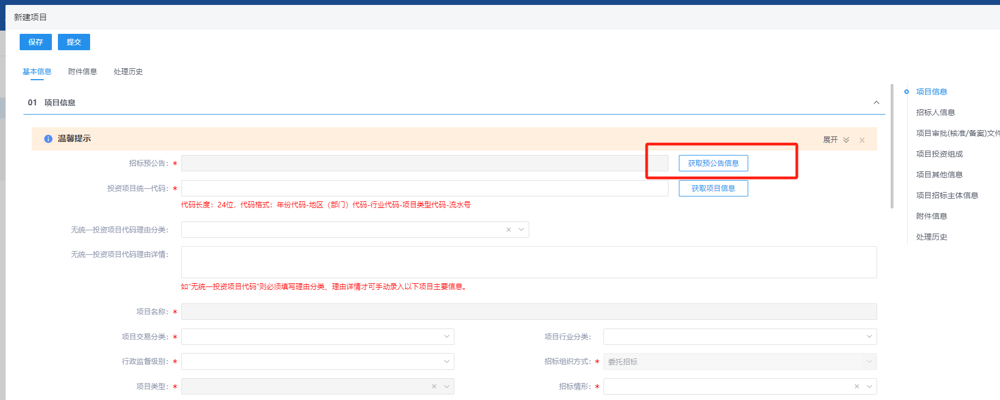 新建项目
保存 提交
基本信息 附件信息 处理历史
01 项目信息
温馨提示 展开
招标预公告： * 获取预公告信息
投资项目统一代码： * 获取项目信息
代码长度：24位，代码格式：年份代码-地区（部门）代码-行业代码-项目类型代码-流水号
无统一投资项目代码理由分类：
无统一投资项目代码理由详情：
如“无统一投资项目代码”则必须填写理由分类、理由详情才可手动录入以下项目主要信息。
项目名称： *
项目交易分类： * 项目行业分类：
行政监督级别： * 招标组织方式： * 委托招标
项目类型： * 招标情形： *
项目信息
招标人信息
项目审批(核准/备案)文件
项目投资组成
项目其他信息
项目招标主体信息
附件信息
处理历史